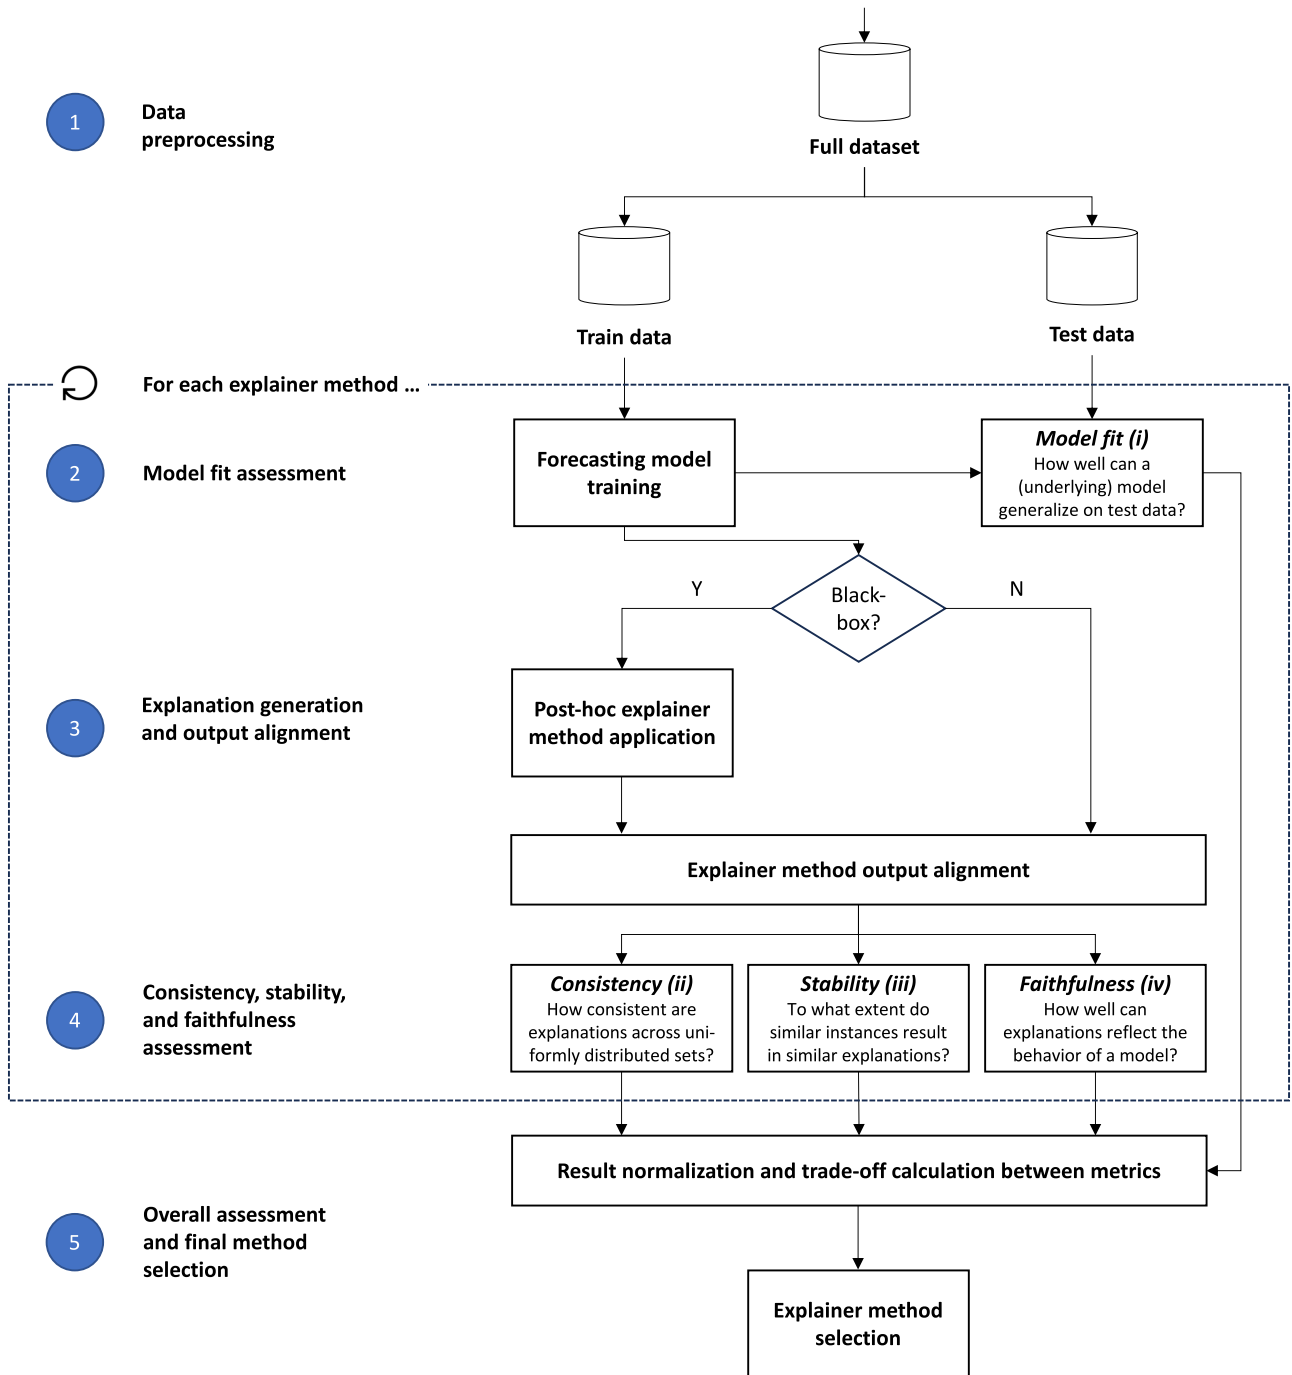 1
Data
preprocessing
Full dataset
Train data
Test data
For each explainer method ...
2
Model fit assessment
Forecasting model
training
Model fit (i)
How well can a
(underlying) model
generalize on test data?
Black-
box?
Y
N
3
Explanation generation
and output alignment
Post-hoc explainer
method application
Explainer method output alignment
4
Consistency, stability,
and faithfulness
assessment
Consistency (ii)
How consistent are
explanations across uni-
formly distributed sets?
Stability (iii)
To what extent do
similar instances result
in similar explanations?
Faithfulness (iv)
How well can
explanations reflect the
behavior of a model?
Result normalization and trade-off calculation between metrics
5
Overall assessment
and final method
selection
Explainer method
selection